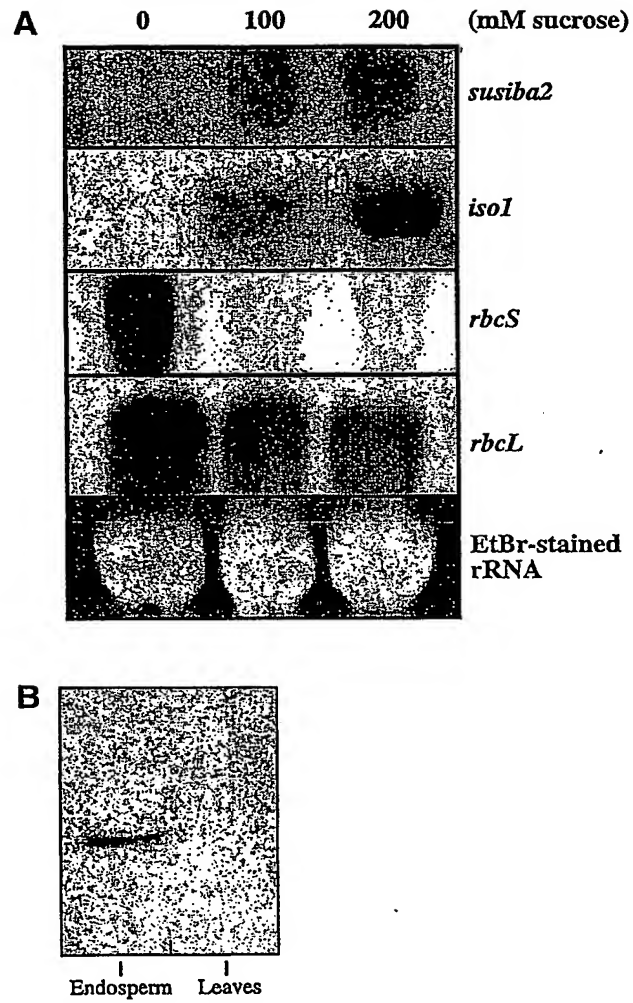 A 0 100 200 (mM sucrose)
susiba2
iso1
rbcS
rbcL
EtBr-stained
rRNA
B
Endosperm Leaves